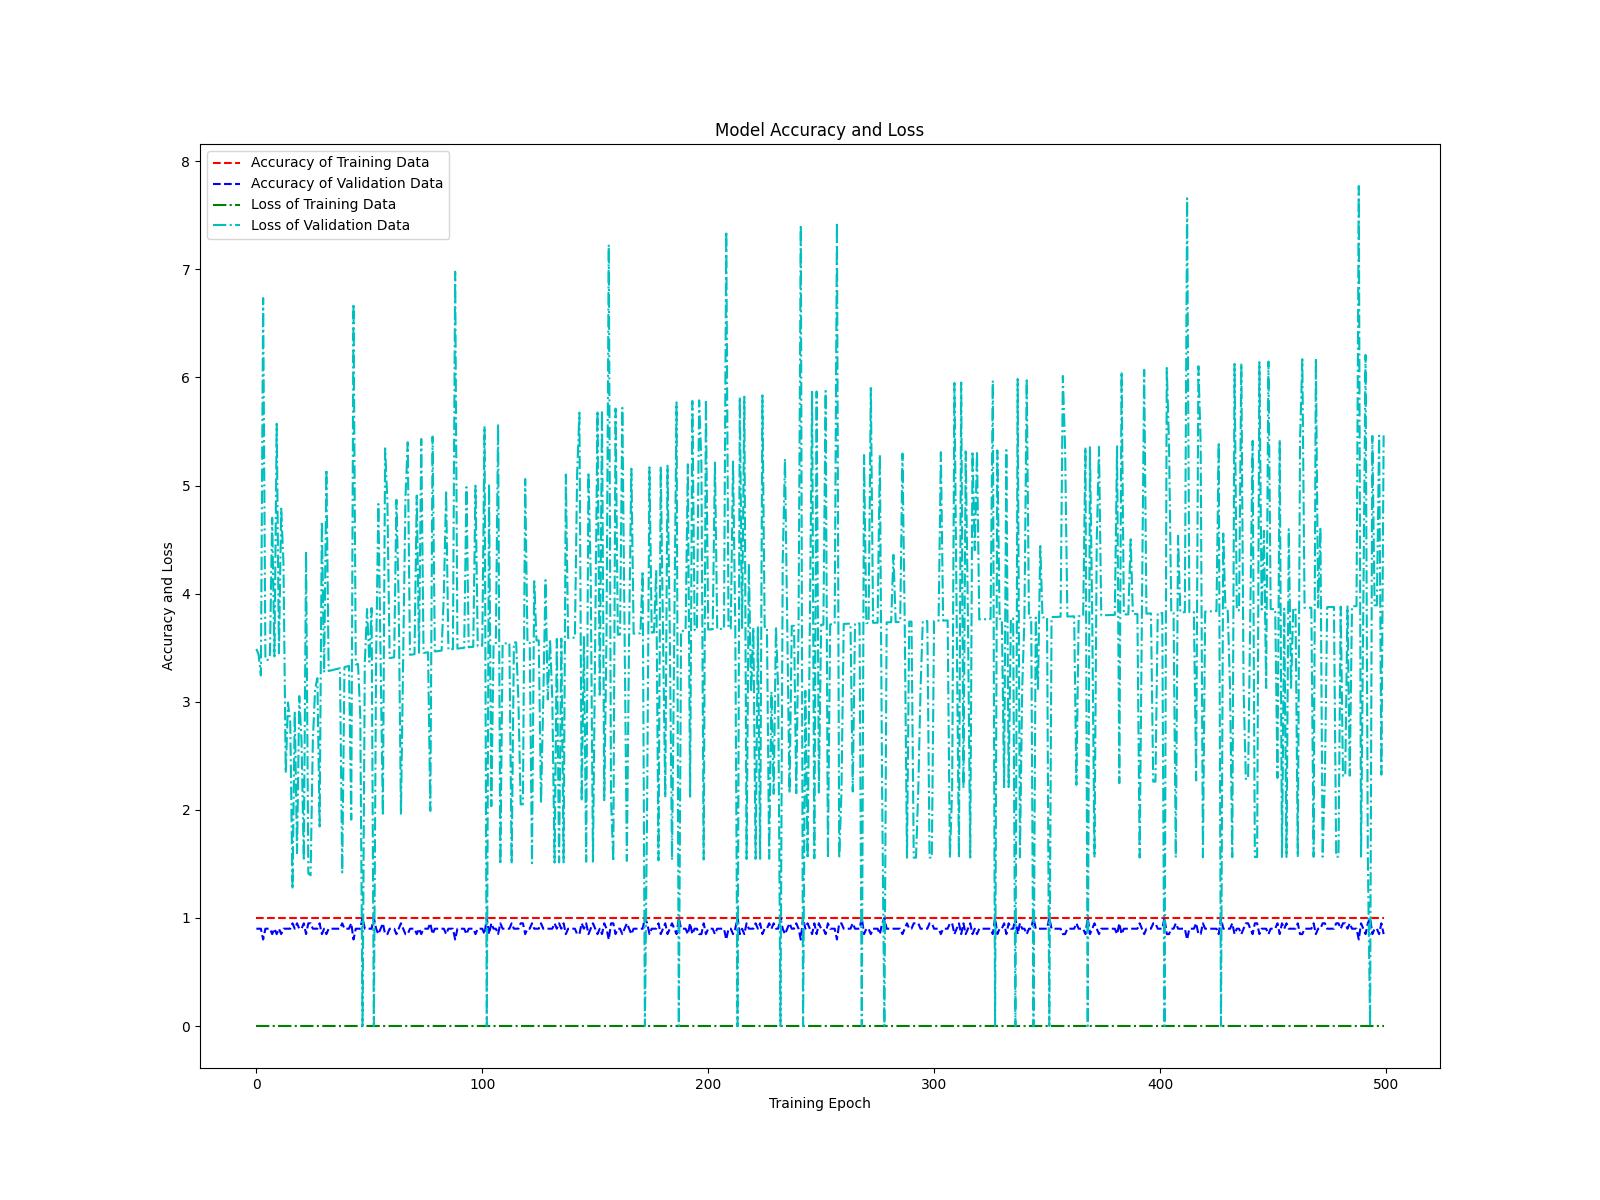 Model Accuracy and Loss
Accuracy of Training Data
Accuracy of Validation Data
Loss of Training Data
Loss of Validation Data
8
7
6
5
4
3
2
1
0
Accuracy and Loss
0 100 200 300 400 500
Training Epoch